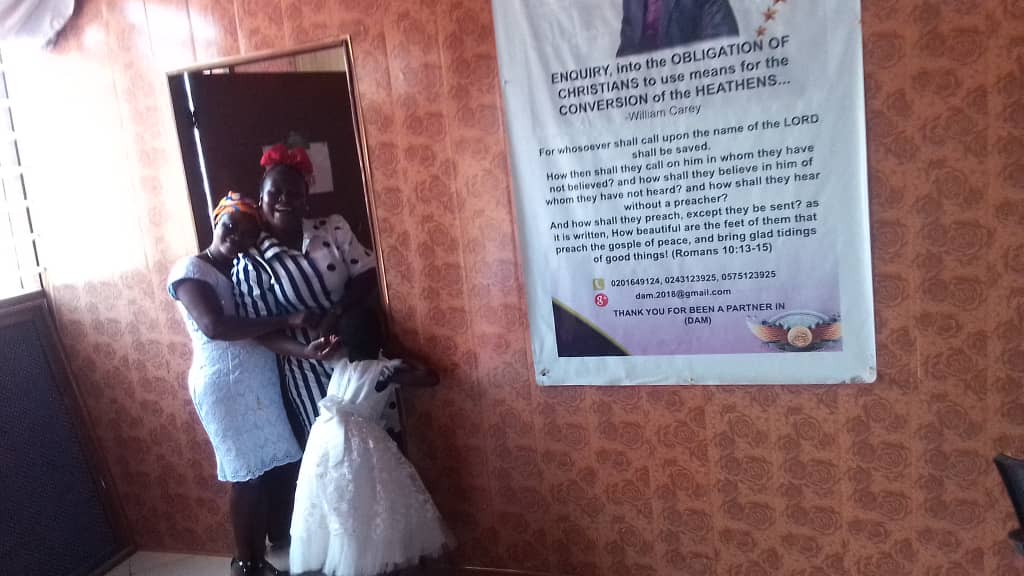 ENQUIRY, into the OBLIGATION OF
CHRISTIANS to use means for the
CONVERSION of the HEATHENS...
-William Carey
For whosoever shall call upon the name of the LORD
shall be saved.
How then shall they call on him in whom they have
not believed? and how shall they believe in him of
whom they have not heard? and how shall they hear
without a preacher?
And how shall they preach, except they be sent? as
it is written, How beautiful are the feet of them that
preach the gosple of peace, and bring glad tidings
of good things! (Romans 10:13-15)
0201649124, 0243123925, 0575123925
dam.2018@gmail.com
THANK YOU FOR BEEN A PARTNER IN
(DAM)